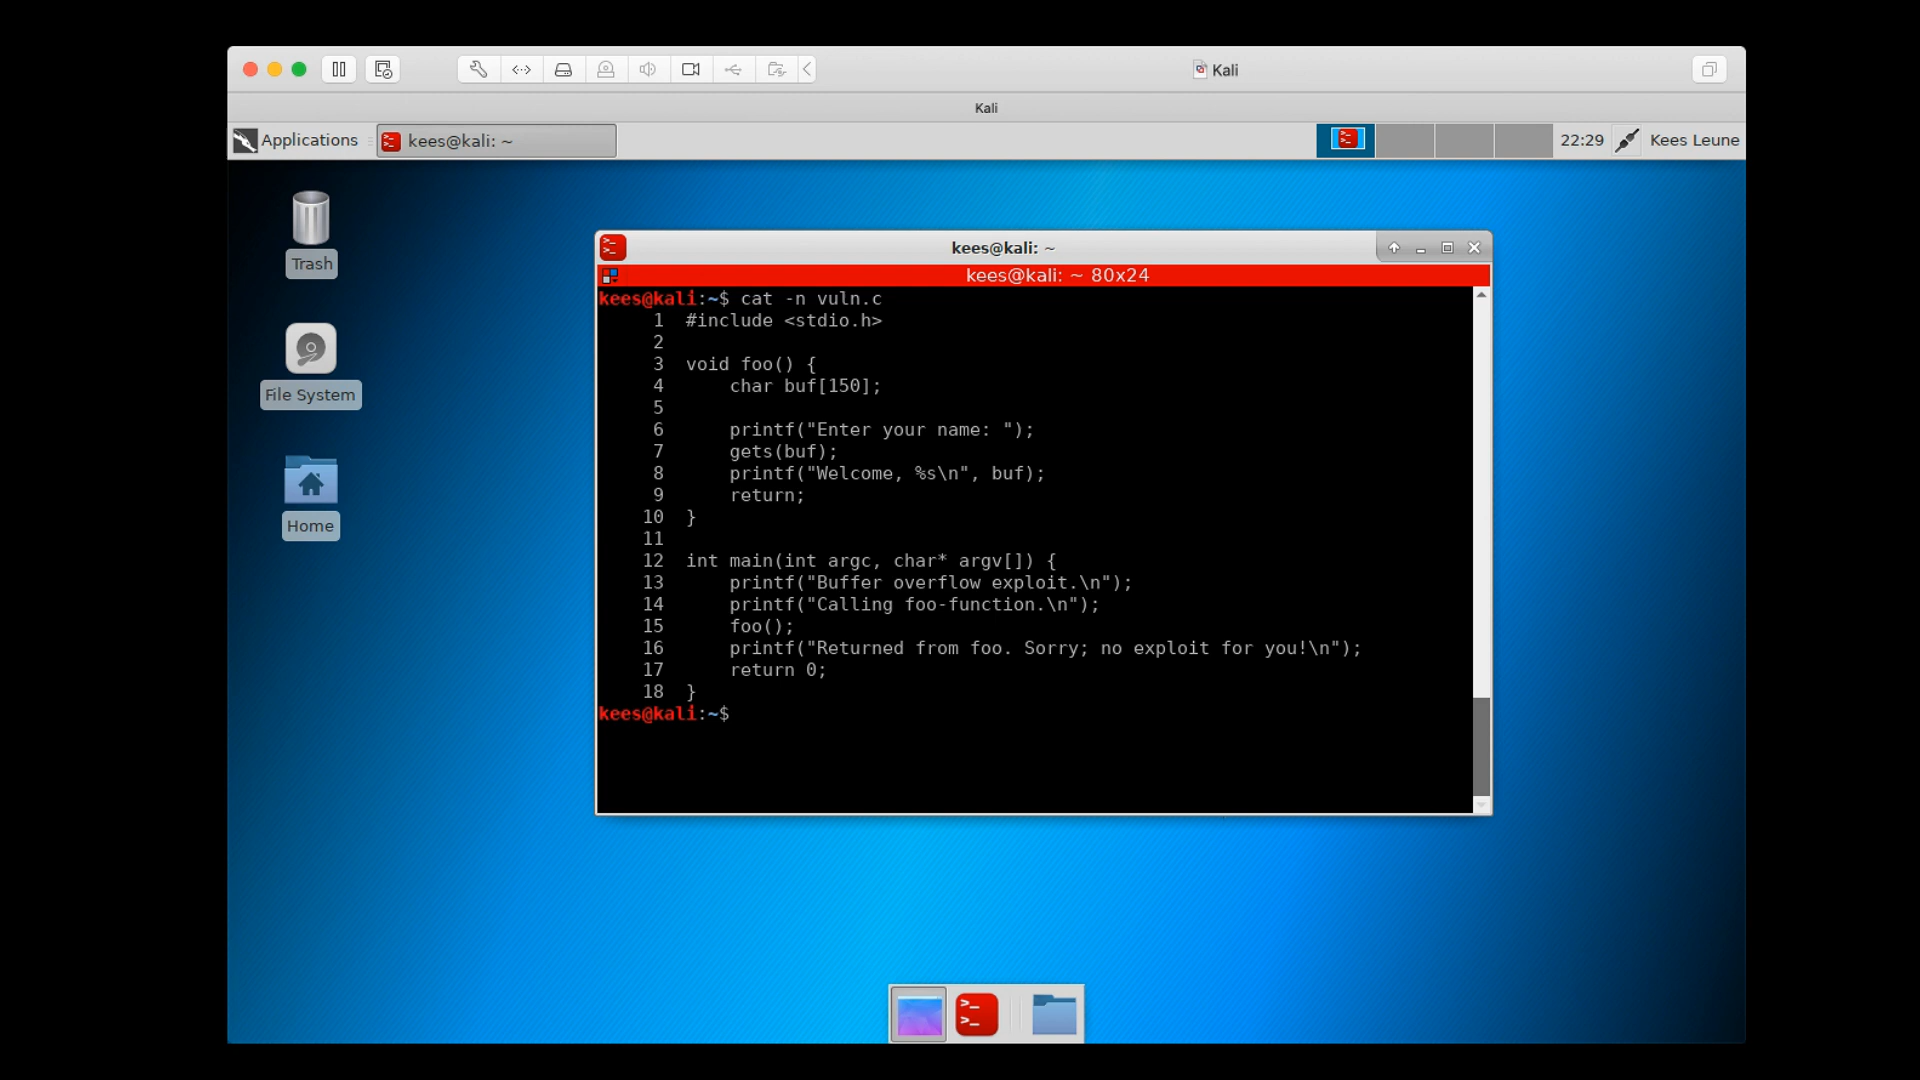 Kali
Kali
Applications
kees@kali: ~
22:29
Kees Leune
Trash
File System
Home
kees@kali: ~
kees@kali: ~ 80x24
kees@kali:~$ cat -n vuln.c
     1  #include <stdio.h>
     2
     3  void foo() {
     4      char buf[150];
     5
     6      printf("Enter your name: ");
     7      gets(buf);
     8      printf("Welcome, %s\n", buf);
     9      return;
    10  }
    11
    12  int main(int argc, char* argv[]) {
    13      printf("Buffer overflow exploit.\n");
    14      printf("Calling foo-function.\n");
    15      foo();
    16      printf("Returned from foo. Sorry; no exploit for you!\n");
    17      return 0;
    18  }
kees@kali:~$